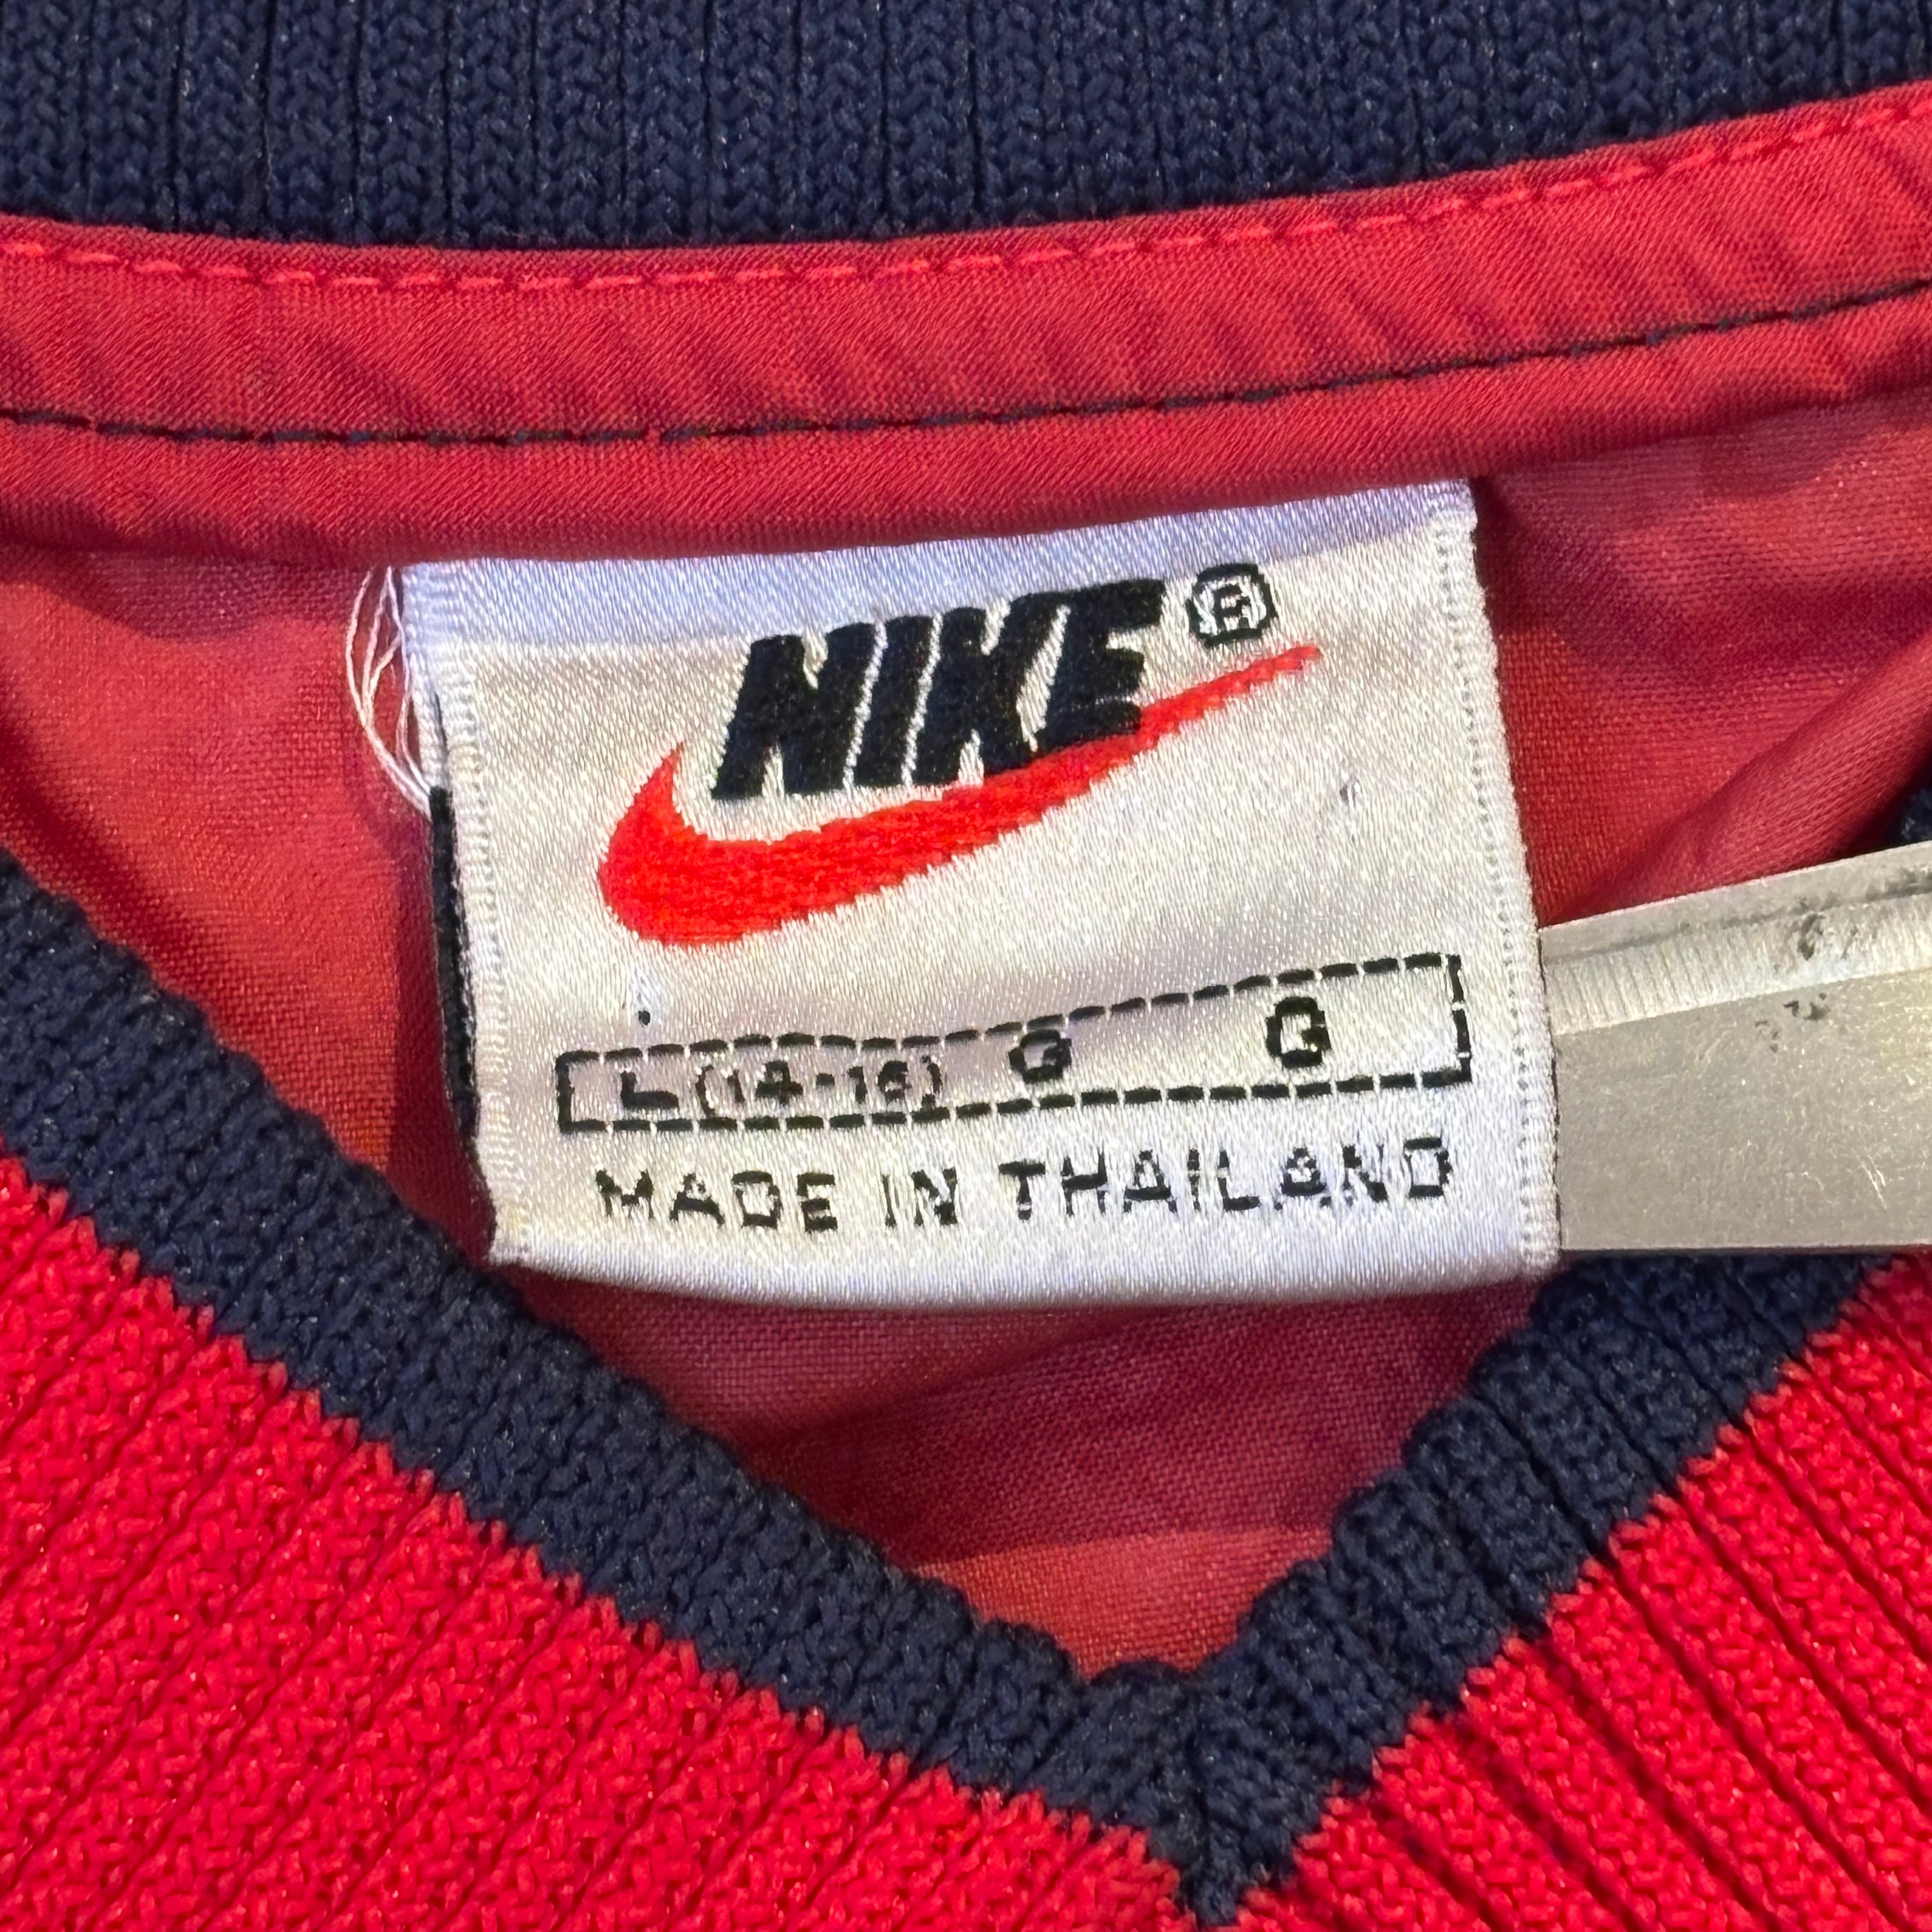 NIKE®
L (14-16) G G
MADE IN THAILAND